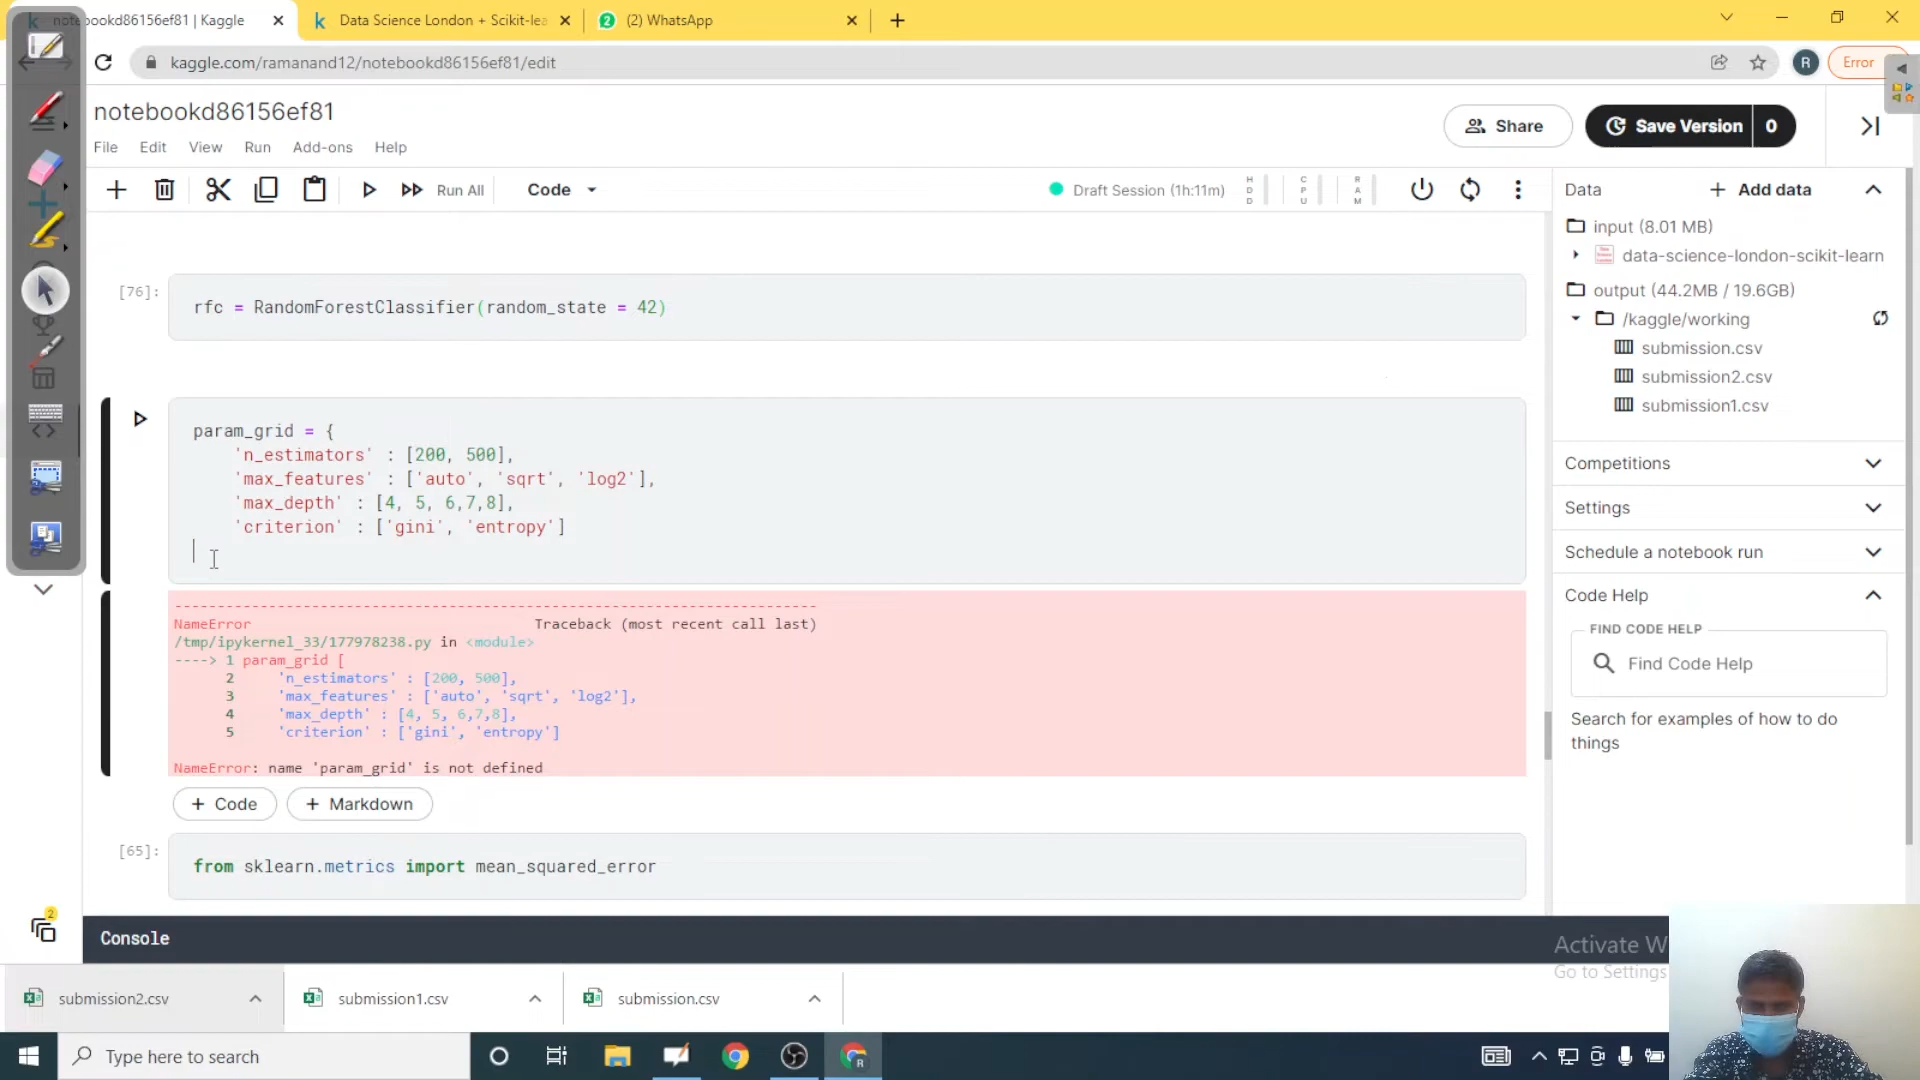 notebookd86156ef81 | Kaggle
Data Science London + Scikit-lea
(2) WhatsApp
kaggle.com/ramanand12/notebookd86156ef81/edit
R
Error
notebookd86156ef81
File Edit View Run Add-ons Help
Share
Save Version 0
Run All
Code
Draft Session (1h:11m)
HDD
CPU
RAM
Data
Add data
input (8.01 MB)
data-science-london-scikit-learn
output (44.2MB / 19.6GB)
/kaggle/working
submission.csv
submission2.csv
submission1.csv
Competitions
Settings
Schedule a notebook run
Code Help
FIND CODE HELP
Find Code Help
Search for examples of how to do
things
[76]:
rfc = RandomForestClassifier(random_state = 42)
param_grid = {
'n_estimators' : [200, 500],
'max_features' : ['auto', 'sqrt', 'log2'],
'max_depth' : [4, 5, 6,7,8],
'criterion' : ['gini', 'entropy']
---------------------------------------------------------------------------
NameError Traceback (most recent call last)
/tmp/ipykernel_33/177978238.py in <module>
----> 1 param_grid [
2 'n_estimators' : [200, 500],
3 'max_features' : ['auto', 'sqrt', 'log2'],
4 'max_depth' : [4, 5, 6,7,8],
5 'criterion' : ['gini', 'entropy']
NameError: name 'param_grid' is not defined
+ Code
+ Markdown
[65]:
from sklearn.metrics import mean_squared_error
2
Console
Activate W
Go to Settings
submission2.csv
submission1.csv
submission.csv
Type here to search